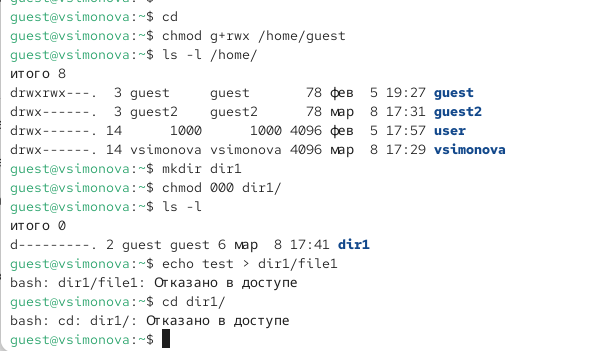 guest@vsimonova:~$ cd
guest@vsimonova:~$ chmod g+rwx /home/guest
guest@vsimonova:~$ ls -l /home/
итого 8
drwxrwx---.  3 guest     guest       78 фев  5 19:27 guest
drwx------.  3 guest2    guest2      78 мар  8 17:31 guest2
drwx------. 14      1000      1000 4096 фев  5 17:57 user
drwx------. 14 vsimonova vsimonova 4096 мар  8 17:29 vsimonova
guest@vsimonova:~$ mkdir dir1
guest@vsimonova:~$ chmod 000 dir1/
guest@vsimonova:~$ ls -l
итого 0
d---------. 2 guest guest 6 мар  8 17:41 dir1
guest@vsimonova:~$ echo test > dir1/file1
bash: dir1/file1: Отказано в доступе
guest@vsimonova:~$ cd dir1/
bash: cd: dir1/: Отказано в доступе
guest@vsimonova:~$